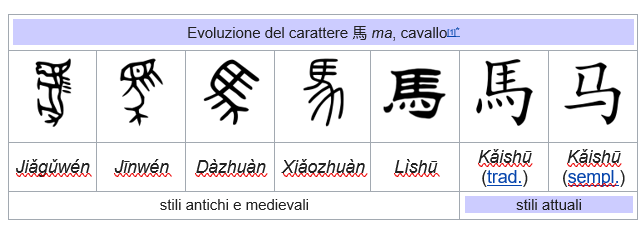 Evoluzione del carattere 馬 ma, cavallo[1]
馬 馬 马
Jiǎgǔwén Jīnwén Dàzhuàn Xiǎozhuàn Lìshū Kǎishū (trad.) Kǎishū (sempl.)
stili antichi e medievali stili attuali